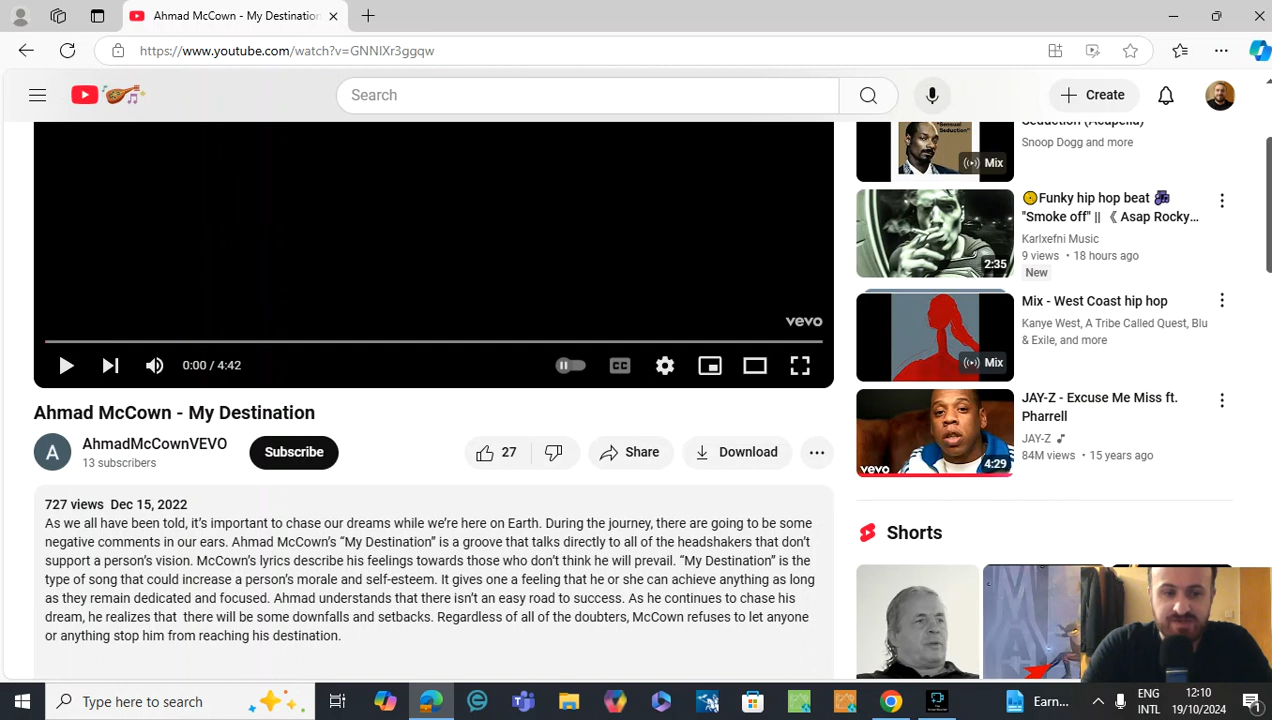 Ahmad McCown - My Destination
https://www.youtube.com/watch?v=GNNIXr3ggqw
Search
Create
Seduction (Acapella)
Snoop Dogg and more
"Sensual
Seduction"
Mix
Funky hip hop beat
"Smoke off" || 《 Asap Rocky...
Karlxefni Music
9 views • 18 hours ago
New
2:35
Mix - West Coast hip hop
Kanye West, A Tribe Called Quest, Blu
& Exile, and more
Mix
JAY-Z - Excuse Me Miss ft.
Pharrell
JAY-Z
84M views • 15 years ago
vevo
4:29
vevo
0:00 / 4:42
CC
Ahmad McCown - My Destination
A
AhmadMcCownVEVO
13 subscribers
Subscribe
27
Share
Download
727 views Dec 15, 2022
As we all have been told, it's important to chase our dreams while we're here on Earth. During the journey, there are going to be some
negative comments in our ears. Ahmad McCown's “My Destination” is a groove that talks directly to all of the headshakers that don't
support a person's vision. McCown's lyrics describe his feelings towards those who don't think he will prevail. “My Destination” is the
type of song that could increase a person's morale and self-esteem. It gives one a feeling that he or she can achieve anything as long
as they remain dedicated and focused. Ahmad understands that there isn't an easy road to success. As he continues to chase his
dream, he realizes that there will be some downfalls and setbacks. Regardless of all of the doubters, McCown refuses to let anyone
or anything stop him from reaching his destination.
Shorts
Type here to search
Earn...
ENG
INTL
12:10
19/10/2024
1